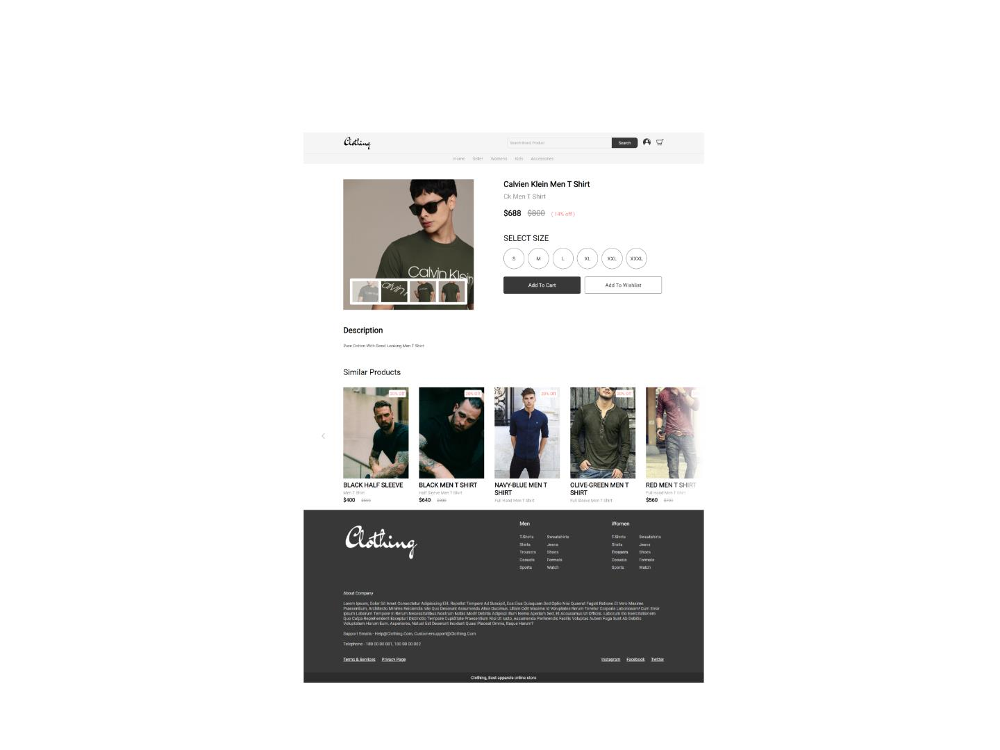 Clothing
Search Brand, Product
Search
Home Seller Womens Kids Accessories
Calvin Klein
Calvien Klein Men T Shirt
Ck Men T Shirt
$688 $800 ( 14% off )
SELECT SIZE
S M L XL XXL XXXL
Add To Cart Add To Wishlist
Description
Pure Cotton With Good Looking Men T Shirt
Similar Products
20% Off 20% Off 20% Off 20% Off
BLACK HALF SLEEVE
Men T Shirt
$400 $500
BLACK MEN T SHIRT
Half Sleeve Men T Shirt
$640 $800
NAVY-BLUE MEN T
SHIRT
Full Hand Men T Shirt
OLIVE-GREEN MEN T
SHIRT
Full Sleeve Men T Shirt
RED MEN T SHIRT
Full Hand Men T Shirt
$560 $700
Clothing
Men
T-Shirts Sweatshirts
Shirts Jeans
Trousers Shoes
Casuals Formals
Sports Watch
Women
T-Shirts Sweatshirts
Shirts Jeans
Trousers Shoes
Casuals Formals
Sports Watch
About Company
Lorem Ipsum, Dolor Sit Amet Consectetur Adipisicing Elit. Repellat Tempore Ad Suscipit, Eos Eius Quisquam Sed Optio Nisi Quaerat Fugiat Ratione Et Vero Maxime
Praesentium, Architecto Minima Reiciendis Iste Quo Deserunt Assumenda Alias Ducimus. Ullam Odit Maxime Id Voluptates Rerum Tenetur Corporis Laboriosam! Cum Error
Ipsum Laborum Tempore In Rerum Necessitatibus Nostrum Nobis Modi! Debitis Adipisci Illum Nemo Aperiam Sed, Et Accusamus Ut Officiis. Laborum Illo Exercitationem
Quo Culpa Reprehenderit Excepturi Distinctio Tempore Cupiditate Praesentium Nisi Ut Iusto, Assumenda Perferendis Facilis Voluptas Autem Fuga Sunt Ab Debitis
Voluptatum Harum Eum. Asperiores, Natus! Est Deserunt Incidunt Quasi Placeat Omnis, Itaque Harum?
Support Emails - Help@Clothing.Com, Customersupport@Clothing.Com
Telephone - 180 00 00 001, 180 00 00 002
Terms & Services Privacy Page
Instagram Facebook Twitter
Clothing, Best apparels online store